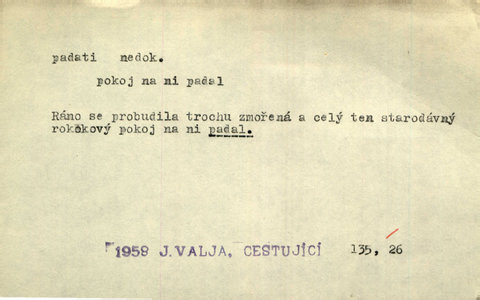 padati nedok.
pokoj na ni padal
Ráno se probudila trochu zmořená a celý ten starodávný
rokokový pokoj na ni padal.
1958 J.VALJA, CESTUJÍCÍ 135, 26